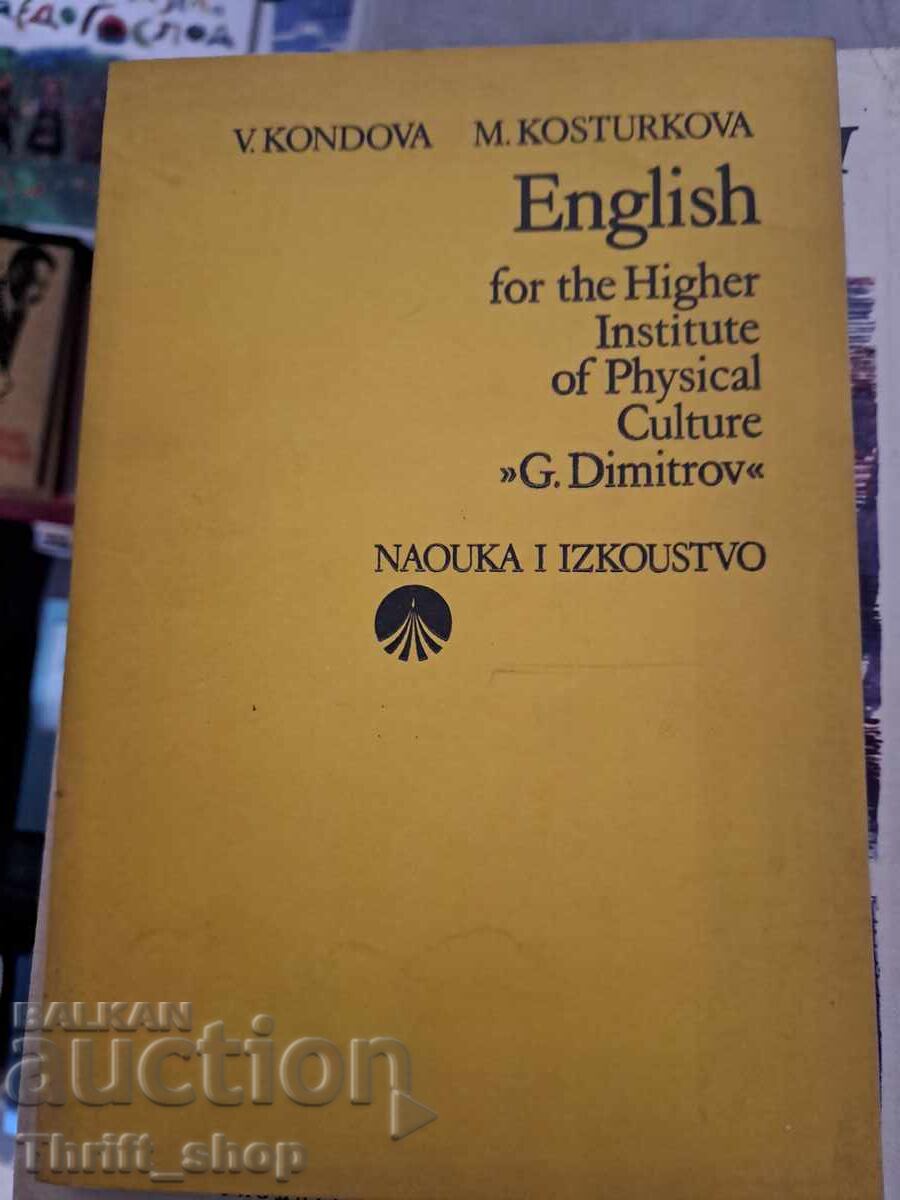 V. KONDOVA M. KOSTURKOVA
English
for the Higher
Institute
of Physical
Culture
»G. Dimitrov«
NAOUKA I IZKOUSTVO
BALKAN
auction
Thrift_shop